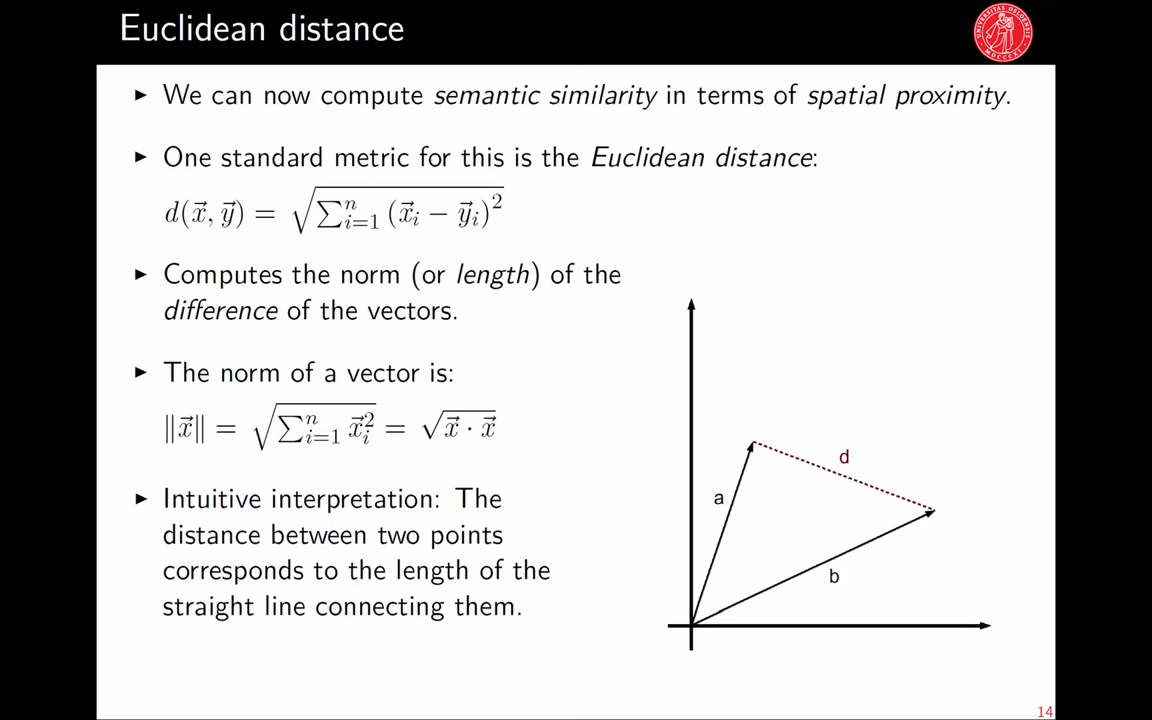 Euclidean distance
UNIVERSITAS OSLOENSIS
MDCCCXI
▶ We can now compute semantic similarity in terms of spatial proximity.
▶ One standard metric for this is the Euclidean distance:
d(x⃗, y⃗) = √(∑ⁿᵢ₌₁ (x⃗ᵢ − y⃗ᵢ)²)
▶ Computes the norm (or length) of the
difference of the vectors.
▶ The norm of a vector is:
‖x⃗‖ = √(∑ⁿᵢ₌₁ x⃗ᵢ²) = √(x⃗ · x⃗)
▶ Intuitive interpretation: The
distance between two points
corresponds to the length of the
straight line connecting them.
d
a
b
14